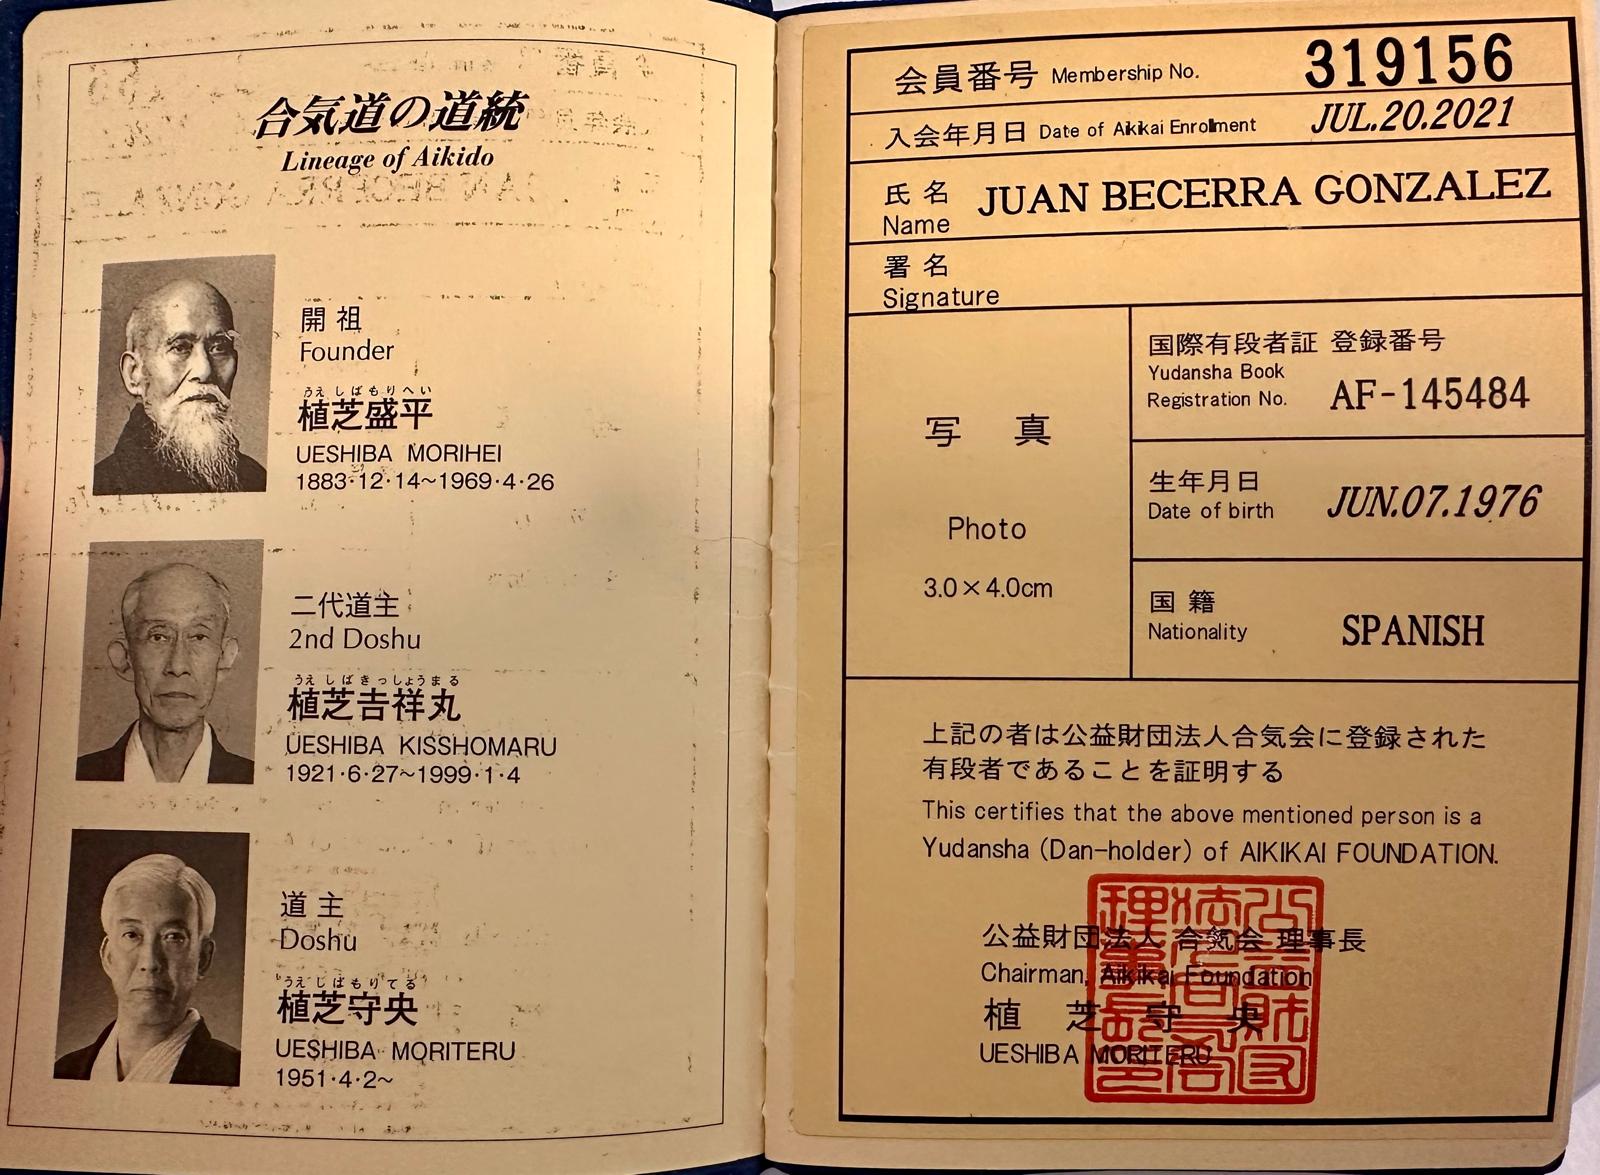 合気道の道統
Lineage of Aikido
開祖
Founder
うえしばもりへい
植芝盛平
UESHIBA MORIHEI
1883・12・14~1969・4・26
二代道主
2nd Doshu
うえしばきっしょうまる
植芝吉祥丸
UESHIBA KISSHOMARU
1921・6・27~1999・1・4
道主
Doshu
うえしばもりてる
植芝守央
UESHIBA MORITERU
1951・4・2~
会員番号 Membership No. 319156
入会年月日 Date of Aikikai Enrollment JUL.20.2021
氏名
Name JUAN BECERRA GONZALEZ
署名
Signature
写真
Photo
3.0×4.0cm
国際有段者証 登録番号
Yudansha Book
Registration No. AF-145484
生年月日
Date of birth JUN.07.1976
国籍
Nationality SPANISH
上記の者は公益財団法人合気会に登録された
有段者であることを証明する
This certifies that the above mentioned person is a
Yudansha (Dan-holder) of AIKIKAI FOUNDATION.
公益財団法人 合気会 理事長
Chairman, Aikikai Foundation
植芝守央
UESHIBA MORITERU